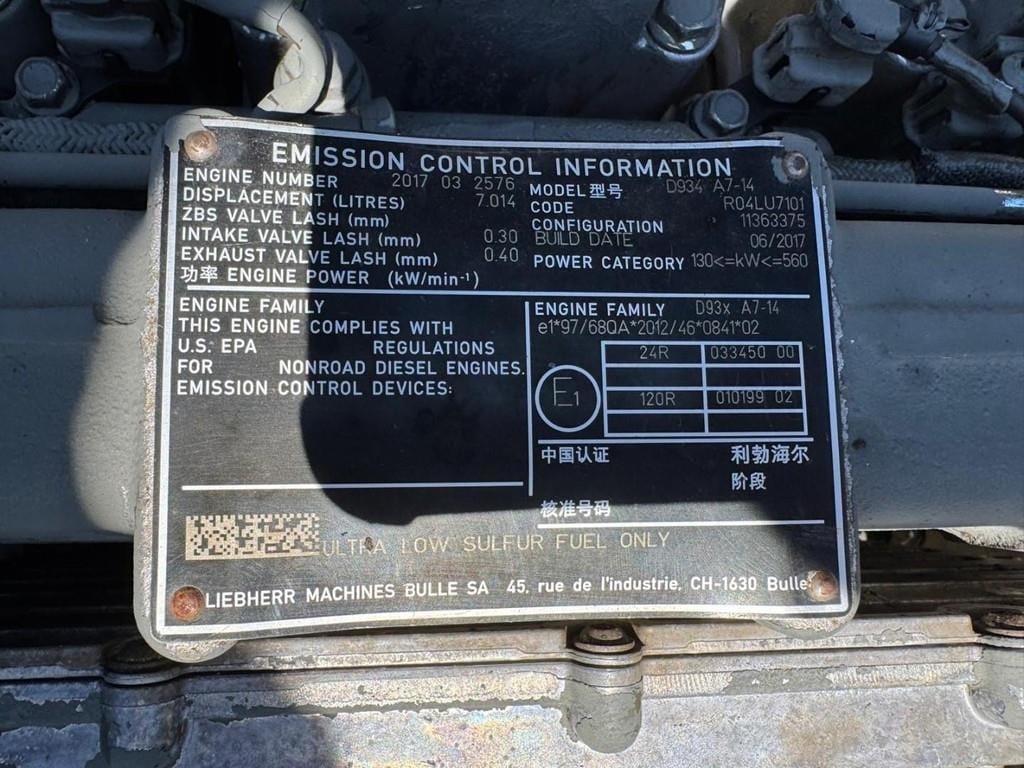 EMISSION CONTROL INFORMATION
ENGINE NUMBER 2017 03 2576
DISPLACEMENT (LITRES) 7.014
ZBS VALVE LASH (mm)
INTAKE VALVE LASH (mm) 0.30
EXHAUST VALVE LASH (mm) 0.40
功率 ENGINE POWER (kW/min⁻¹)
MODEL 型号 D934 A7-14
CODE R04LU7101
CONFIGURATION 11363375
BUILD DATE 06/2017
POWER CATEGORY 130<=kW<=560
ENGINE FAMILY
THIS ENGINE COMPLIES WITH
U.S. EPA REGULATIONS
FOR NONROAD DIESEL ENGINES.
EMISSION CONTROL DEVICES:
ENGINE FAMILY D93x A7-14
e1*97/68QA*2012/46*0841*02
E1
24R 033450 00
120R 010199 02
中国认证 利勃海尔
阶段
核准号码
ULTRA LOW SULFUR FUEL ONLY
LIEBHERR MACHINES BULLE SA 45, rue de l'industrie, CH-1630 Bulle